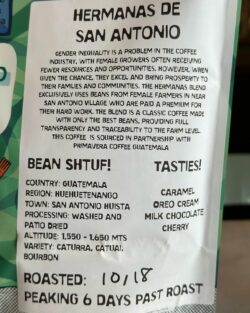 HERMANAS DE
SAN ANTONIO
GENDER INEQUALITY IS A PROBLEM IN THE COFFEE
INDUSTRY, WITH FEMALE GROWERS OFTEN RECEIVING
FEWER RESOURCES AND OPPORTUNITIES. HOWEVER, WHEN
GIVEN THE CHANCE, THEY EXCEL AND BRING PROSPERITY TO
THEIR FAMILIES AND COMMUNITIES. THE HERMANAS BLEND
EXCLUSIVELY USES BEANS FROM FEMALE FARMERS IN NEAR
SAN ANTONIO VILLAGE WHO ARE PAID A PREMIUM FOR
THEIR HARD WORK. THE BLEND IS A CLASSIC COFFEE MADE
WITH ONLY THE BEST BEANS, PROVIDING FULL
TRANSPARENCY AND TRACEABILITY TO THE FARM LEVEL.
THIS COFFEE IS SOURCED IN PARTNERSHIP WITH
PRIMAVERA COFFEE GUATEMALA
BEAN SHTUF!
COUNTRY: GUATEMALA
REGION: HUEHUETENANGO
TOWN: SAN ANTONIO HUISTA
PROCESSING: WASHED AND
PATIO DRIED
ALTITUDE: 1,550 - 1,650 MTS
VARIETY: CATURRA, CATUAI,
BOURBON
TASTIES!
CARAMEL
OREO CREAM
MILK CHOCOLATE
CHERRY
ROASTED: 10/18
PEAKING 6 DAYS PAST ROAST